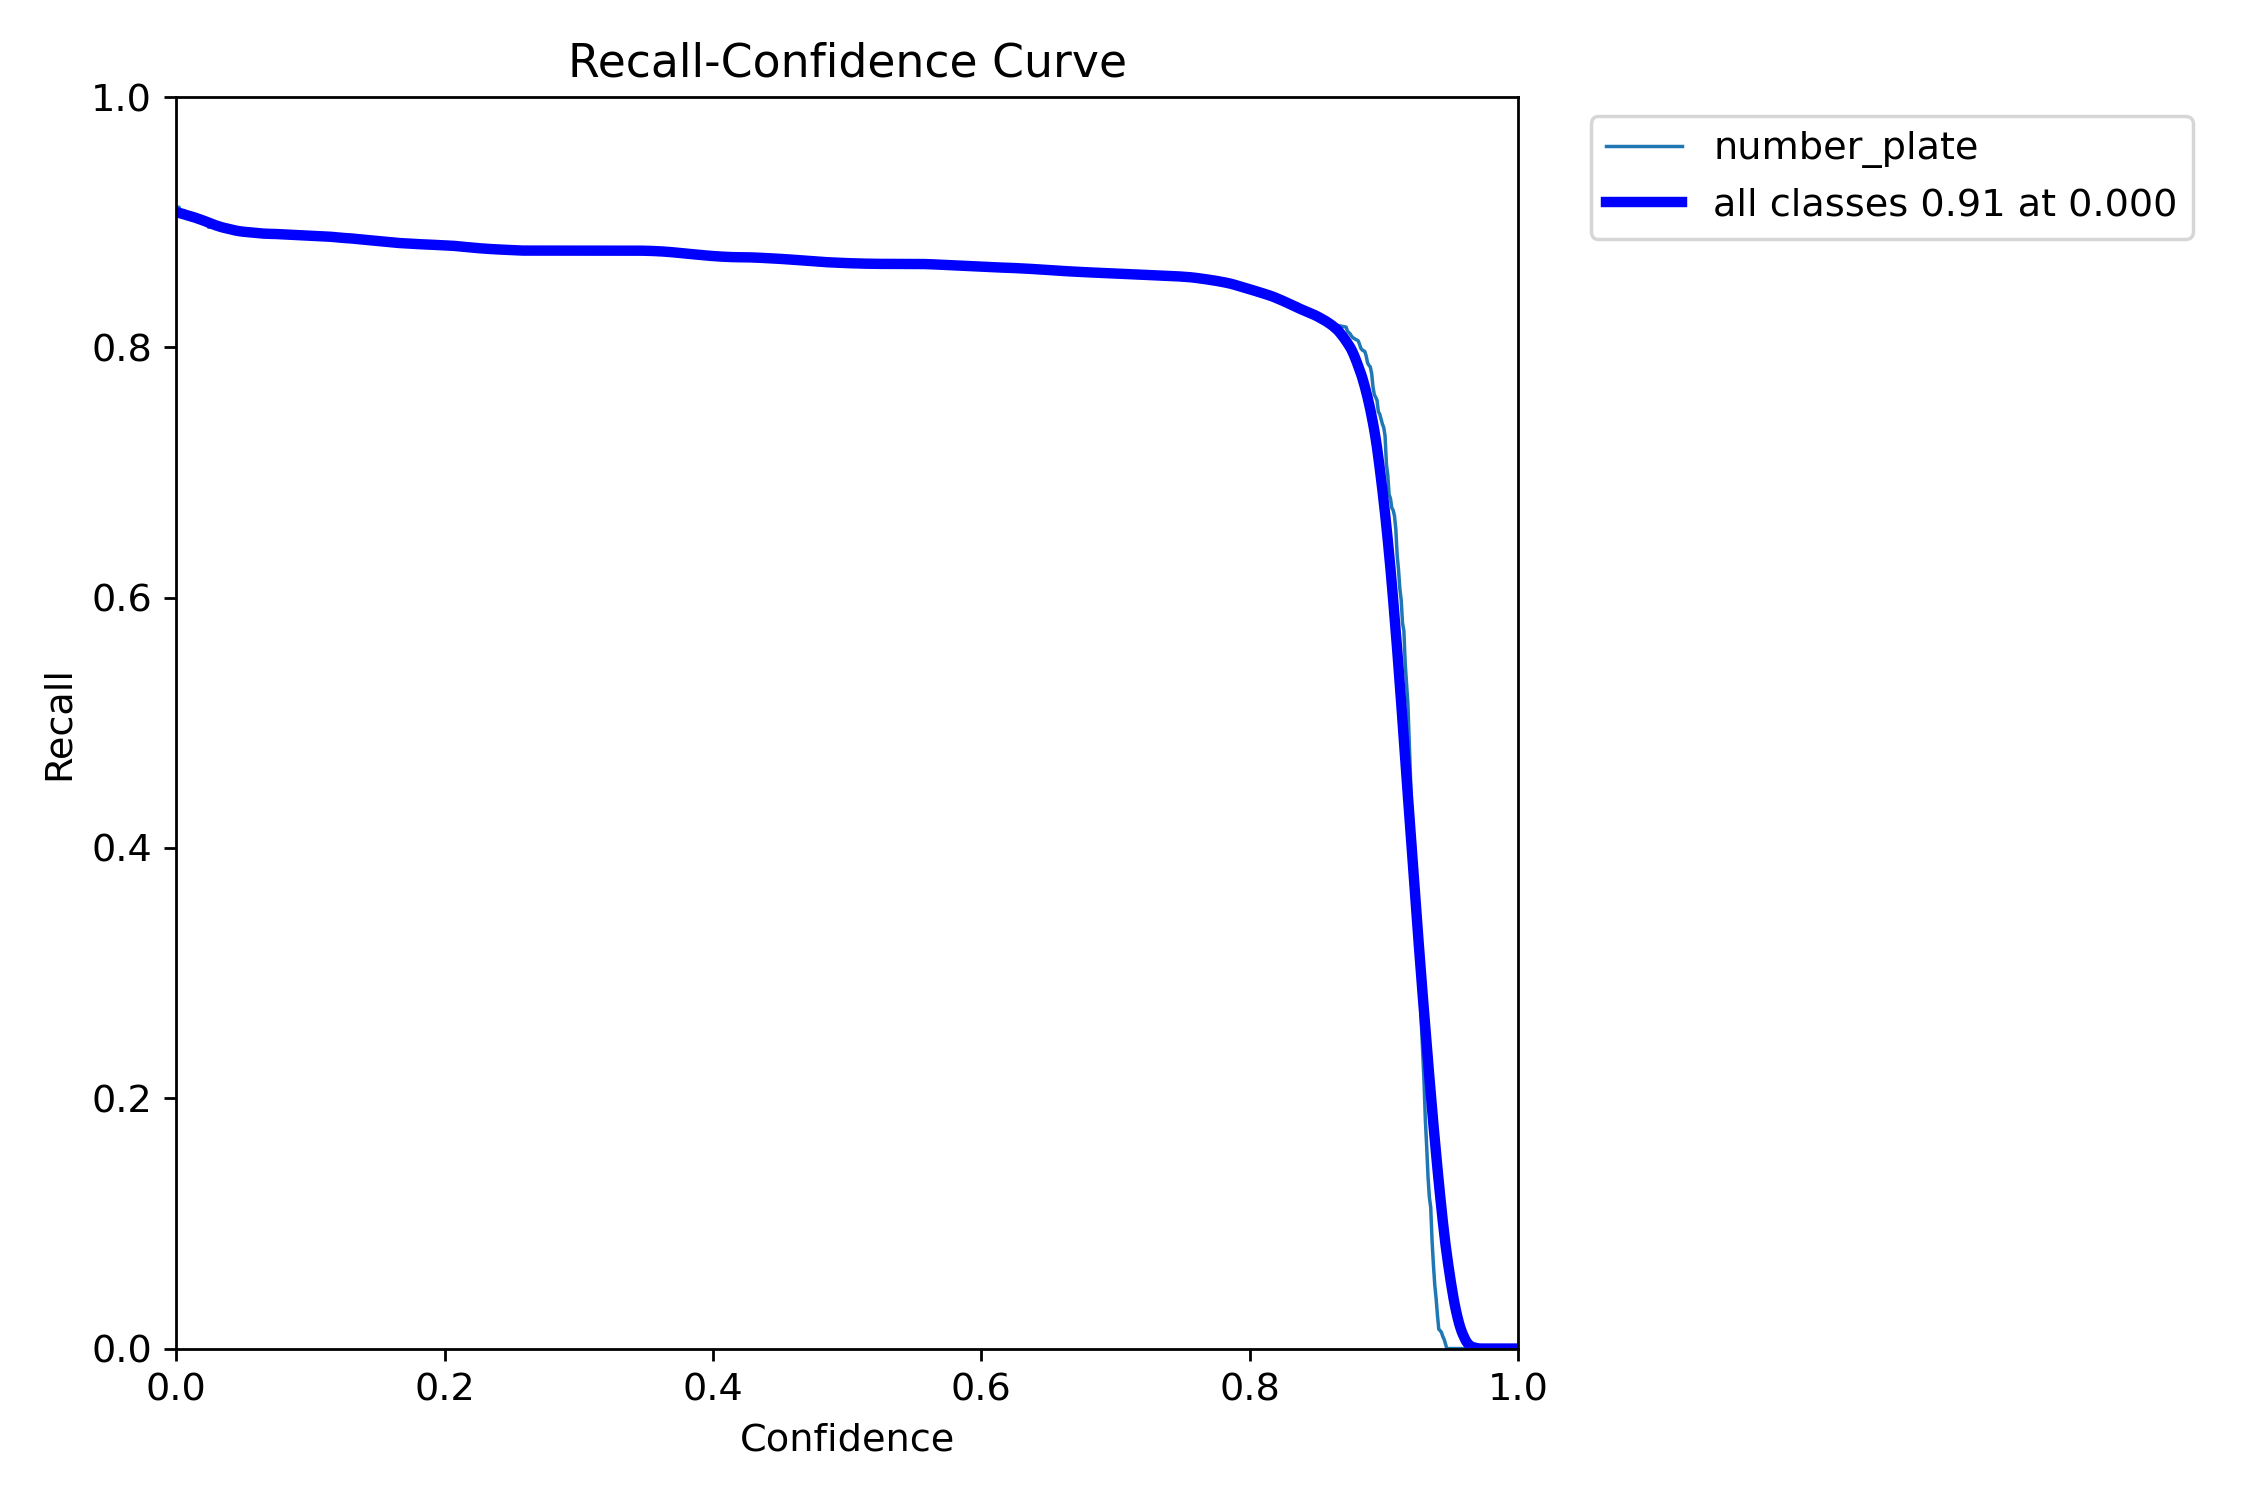 Recall-Confidence Curve
1.0
0.8
0.6
0.4
0.2
0.0
Recall
0.0 0.2 0.4 0.6 0.8 1.0
Confidence
number_plate
all classes 0.91 at 0.000